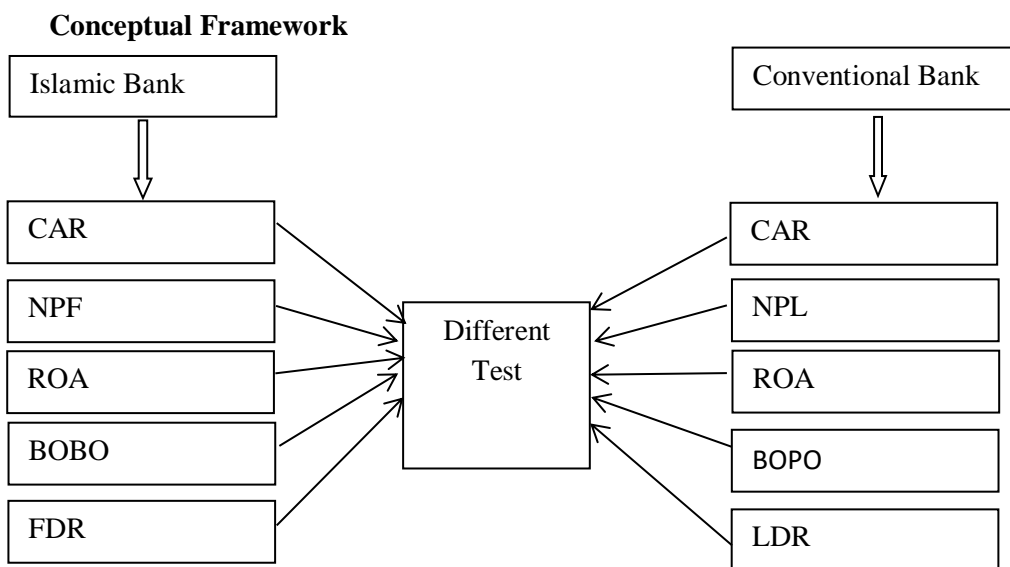 Conceptual Framework
Islamic Bank
CAR
NPF
ROA
BOBO
FDR
Different
Test
Conventional Bank
CAR
NPL
ROA
BOPO
LDR